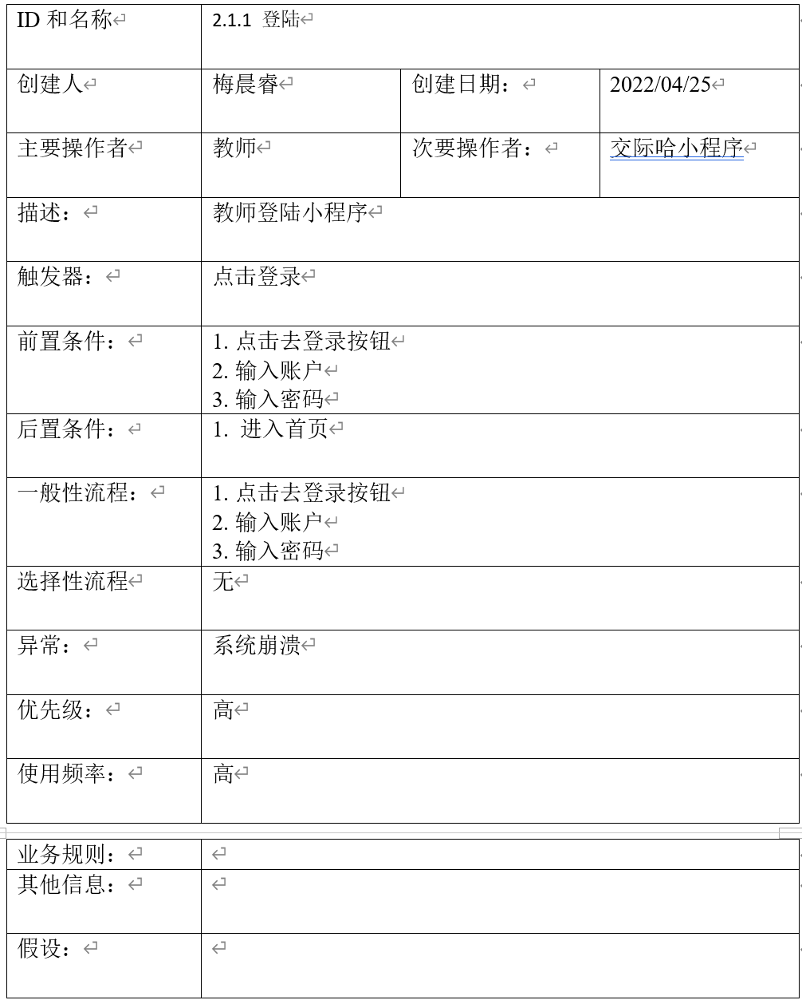 ID 和名称 2.1.1 登陆
创建人 梅晨睿 创建日期： 2022/04/25
主要操作者 教师 次要操作者： 交际哈小程序
描述： 教师登陆小程序
触发器： 点击登录
前置条件： 1. 点击去登录按钮
2. 输入账户
3. 输入密码
后置条件： 1. 进入首页
一般性流程： 1. 点击去登录按钮
2. 输入账户
3. 输入密码
选择性流程 无
异常： 系统崩溃
优先级： 高
使用频率： 高
业务规则：
其他信息：
假设：